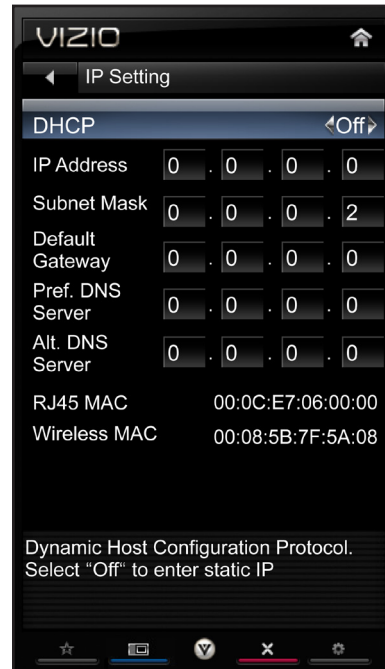 VIZIO
IP Setting
DHCP Off
IP Address 0 . 0 . 0 . 0
Subnet Mask 0 . 0 . 0 . 2
Default
Gateway 0 . 0 . 0 . 0
Pref. DNS
Server 0 . 0 . 0 . 0
Alt. DNS
Server 0 . 0 . 0 . 0
RJ45 MAC 00:0C:E7:06:00:00
Wireless MAC 00:08:5B:7F:5A:08
Dynamic Host Configuration Protocol.
Select “Off“ to enter static IP
V